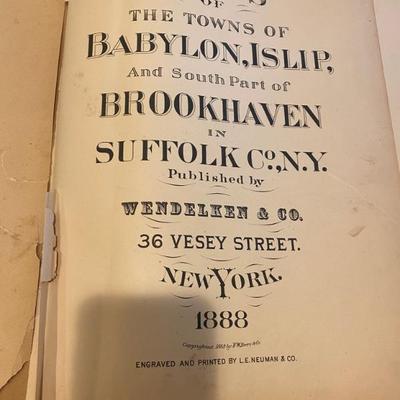 OF
THE TOWNS OF
BABYLON, ISLIP,
And South Part of
BROOKHAVEN
IN
SUFFOLK Co., N.Y.
Published by
WENDELKEN & CO.
36 VESEY STREET.
NEW YORK.
1888
ENGRAVED AND PRINTED BY L.E. NEUMAN & CO.